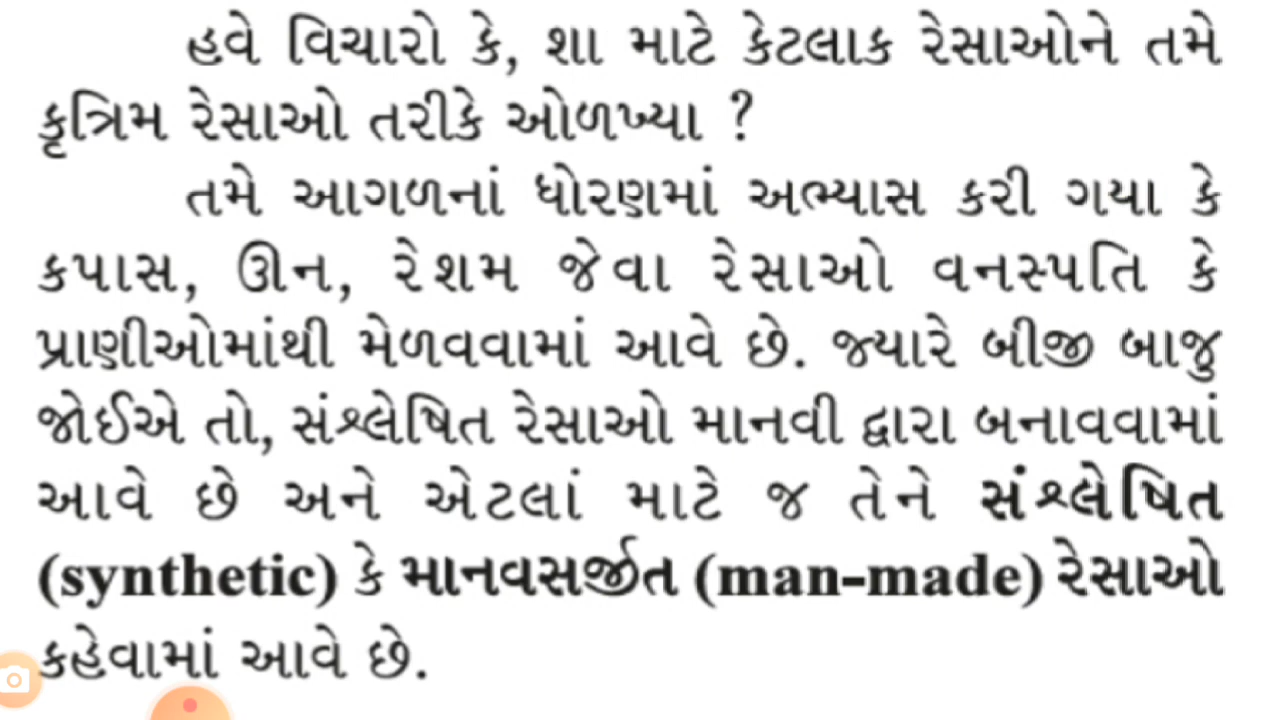 હવે વિચારો કે, શા માટે કેટલાક રેસાઓને તમે
કૃત્રિમ રેસાઓ તરીકે ઓળખ્યા ?
તમે આગળનાં ધોરણમાં અભ્યાસ કરી ગયા કે
કપાસ, ઊન, રેશમ જેવા રેસાઓ વનસ્પતિ કે
પ્રાણીઓમાંથી મેળવવામાં આવે છે. જ્યારે બીજી બાજુ
જોઈએ તો, સંશ્લેષિત રેસાઓ માનવી દ્વારા બનાવવામાં
આવે છે અને એટલાં માટે જ તેને સંશ્લેષિત
(synthetic) કે માનવસર્જીત (man-made) રેસાઓ
કહેવામાં આવે છે.